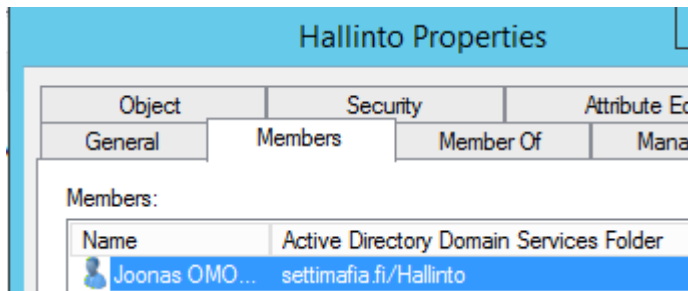 Hallinto Properties
Object Security Attribute Ec
General Members Member Of Mana
Members:
Name Active Directory Domain Services Folder
Joonas OMO... settimafia.fi/Hallinto